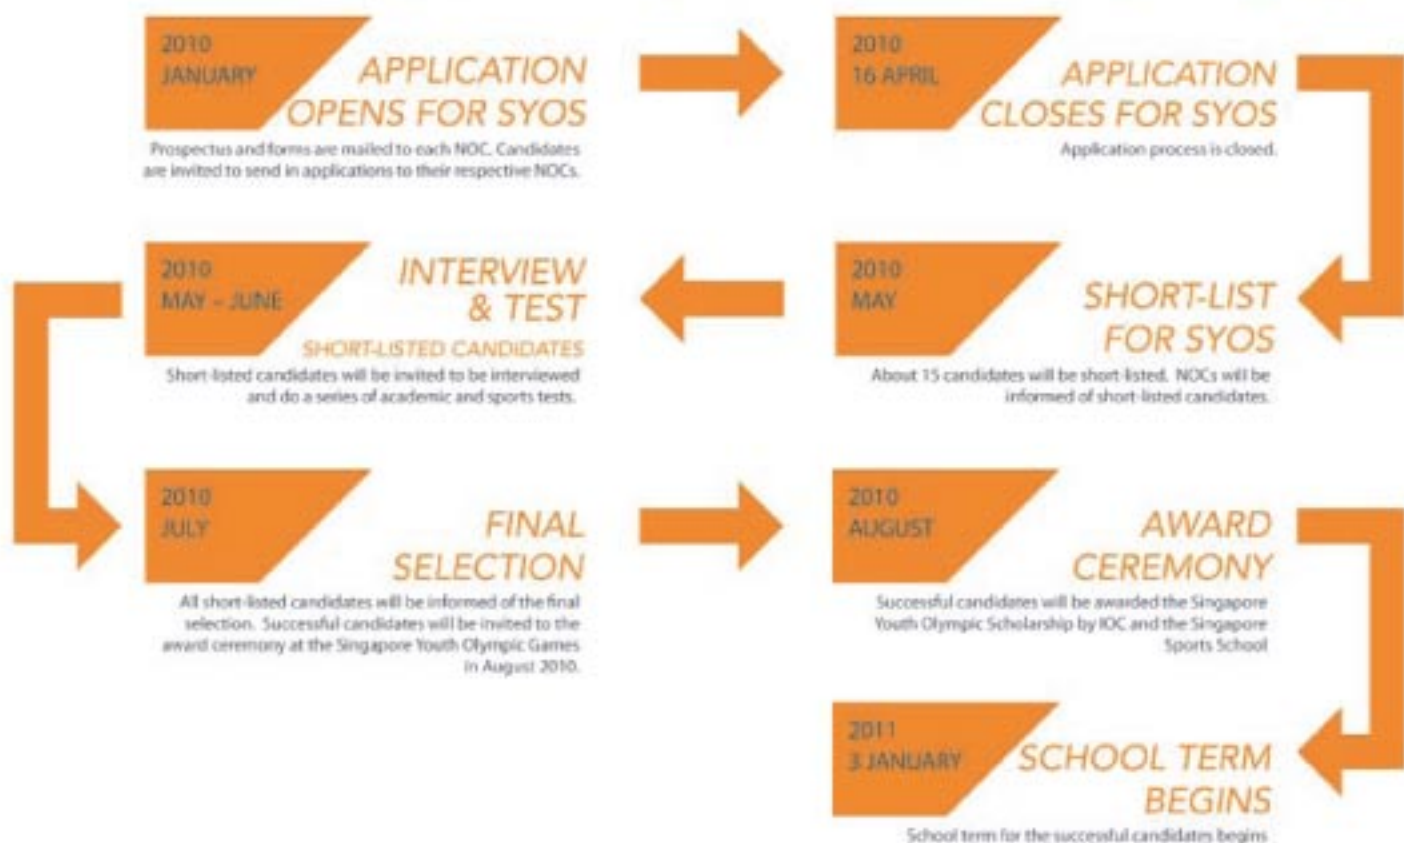 2010
JANUARY
APPLICATION
OPENS FOR SYOS
Prospectus and forms are mailed to each NOC. Candidates
are invited to send in applications to their respective NOCs.
2010
16 APRIL
APPLICATION
CLOSES FOR SYOS
Application process is closed.
2010
MAY
SHORT-LIST
FOR SYOS
About 15 candidates will be short-listed. NOCs will be
informed of short-listed candidates.
2010
MAY – JUNE
INTERVIEW
& TEST
SHORT-LISTED CANDIDATES
Short-listed candidates will be invited to be interviewed
and do a series of academic and sports tests.
2010
JULY
FINAL
SELECTION
All short-listed candidates will be informed of the final
selection. Successful candidates will be invited to the
award ceremony at the Singapore Youth Olympic Games
in August 2010.
2010
AUGUST
AWARD
CEREMONY
Successful candidates will be awarded the Singapore
Youth Olympic Scholarship by IOC and the Singapore
Sports School
2011
3 JANUARY
SCHOOL TERM
BEGINS
School term for the successful candidates begins